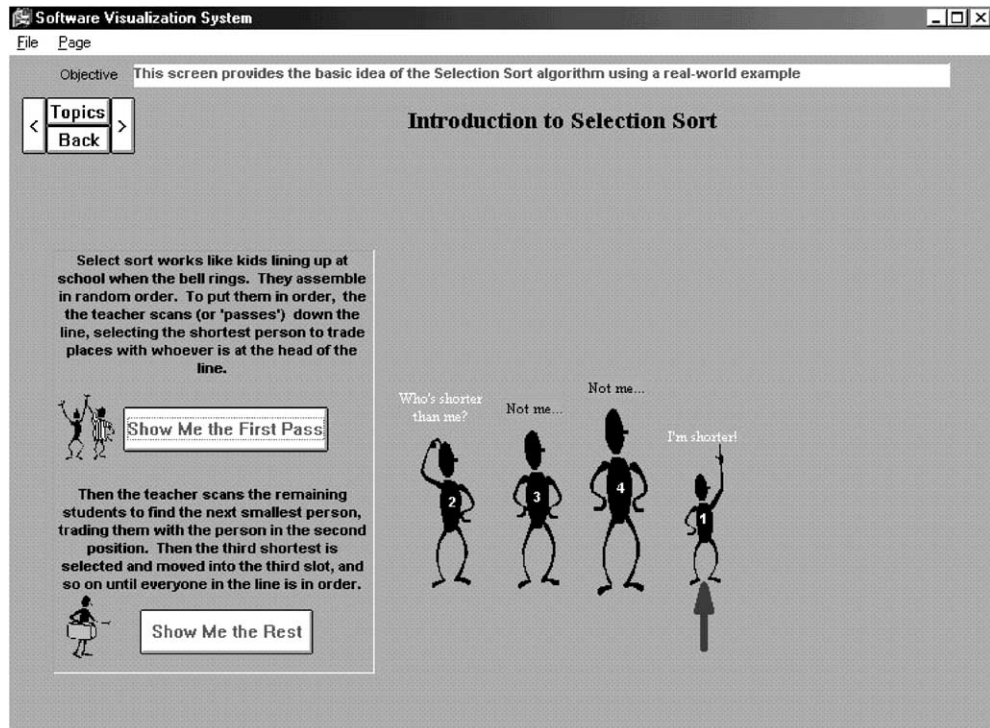 Software Visualization System
File Page
Objective This screen provides the basic idea of the Selection Sort algorithm using a real-world example
< Topics >
Back
Introduction to Selection Sort
Select sort works like kids lining up at
school when the bell rings. They assemble
in random order. To put them in order, the
the teacher scans (or 'passes') down the
line, selecting the shortest person to trade
places with whoever is at the head of the
line.
Show Me the First Pass
Then the teacher scans the remaining
students to find the next smallest person,
trading them with the person in the second
position. Then the third shortest is
selected and moved into the third slot, and
so on until everyone in the line is in order.
Show Me the Rest
Who's shorter
than me?
Not me...
Not me...
I'm shorter!
2
3
4
1